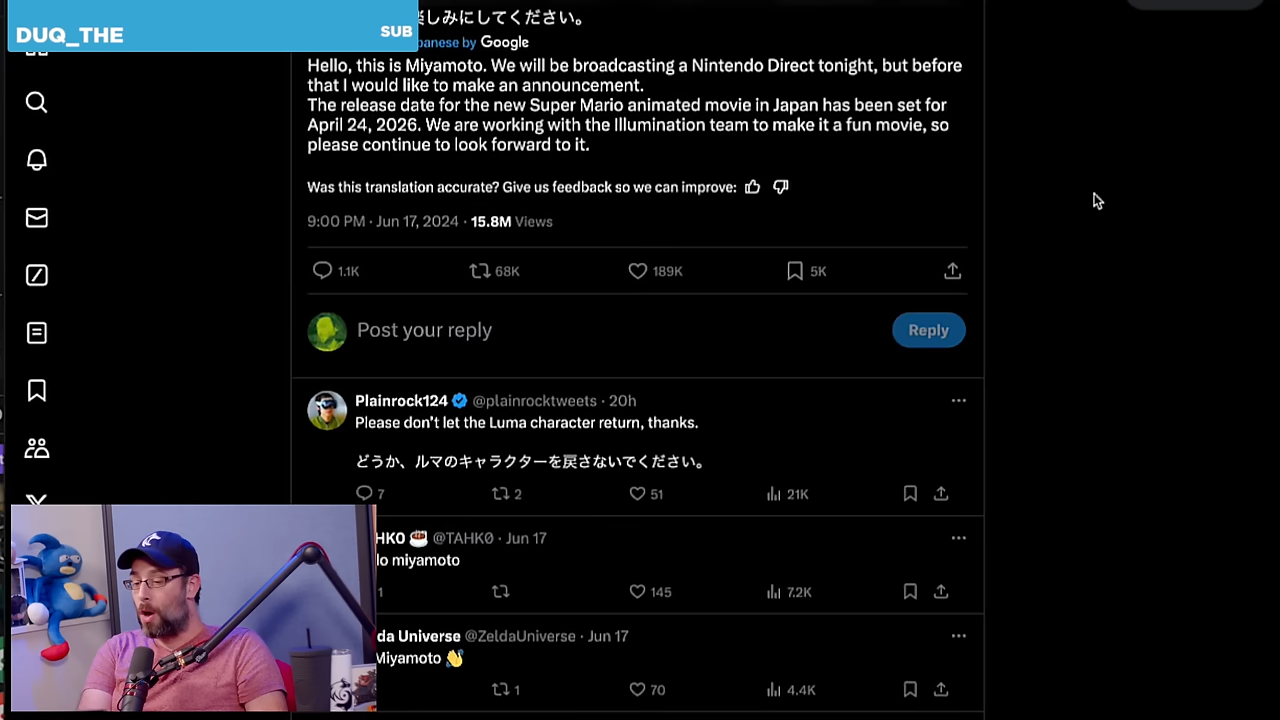 DUQ_THE
SUB
楽しみにしてください。
anese by Google
Hello, this is Miyamoto. We will be broadcasting a Nintendo Direct tonight, but before
that I would like to make an announcement.
The release date for the new Super Mario animated movie in Japan has been set for
April 24, 2026. We are working with the Illumination team to make it a fun movie, so
please continue to look forward to it.
Was this translation accurate? Give us feedback so we can improve:
9:00 PM · Jun 17, 2024 · 15.8M Views
1.1K 68K 189K 5K
Post your reply
Reply
Plainrock124 @plainrocktweets · 20h
Please don't let the Luma character return, thanks.
どうか、ルマのキャラクターを戻さないでください。
7 2 51 21K
HKO @TAHK0 · Jun 17
lo miyamoto
1 145 7.2K
da Universe @ZeldaUniverse · Jun 17
Miyamoto 👋
1 70 4.4K